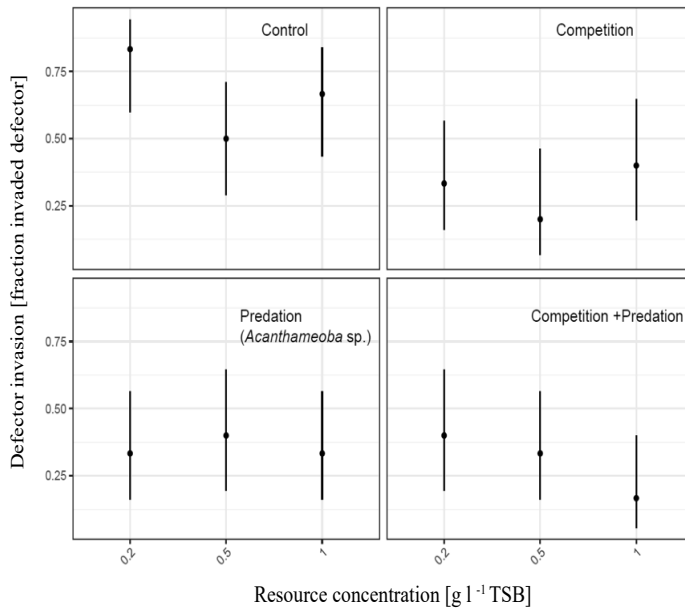 Defector invasion [fraction invaded defector]
Control
Competition
0.75
0.50
0.25
Predation
(Acanthameoba sp.)
Competition +Predation
0.75
0.50
0.25
0.2
0.5
1
0.2
0.5
1
Resource concentration [g l -1 TSB]